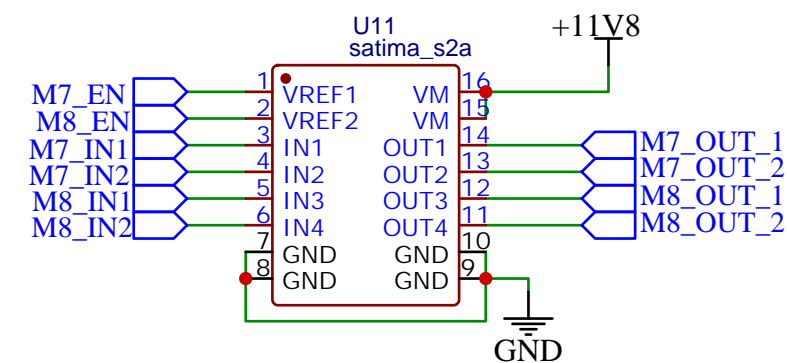 U11
satima_s2a
+11V8
M7_EN 1 VREF1 VM 16
M8_EN 2 VREF2 VM 15
M7_IN1 3 IN1 OUT1 14 M7_OUT_1
M7_IN2 4 IN2 OUT2 13 M7_OUT_2
M8_IN1 5 IN3 OUT3 12 M8_OUT_1
M8_IN2 6 IN4 OUT4 11 M8_OUT_2
7 GND GND 10
8 GND GND 9
GND